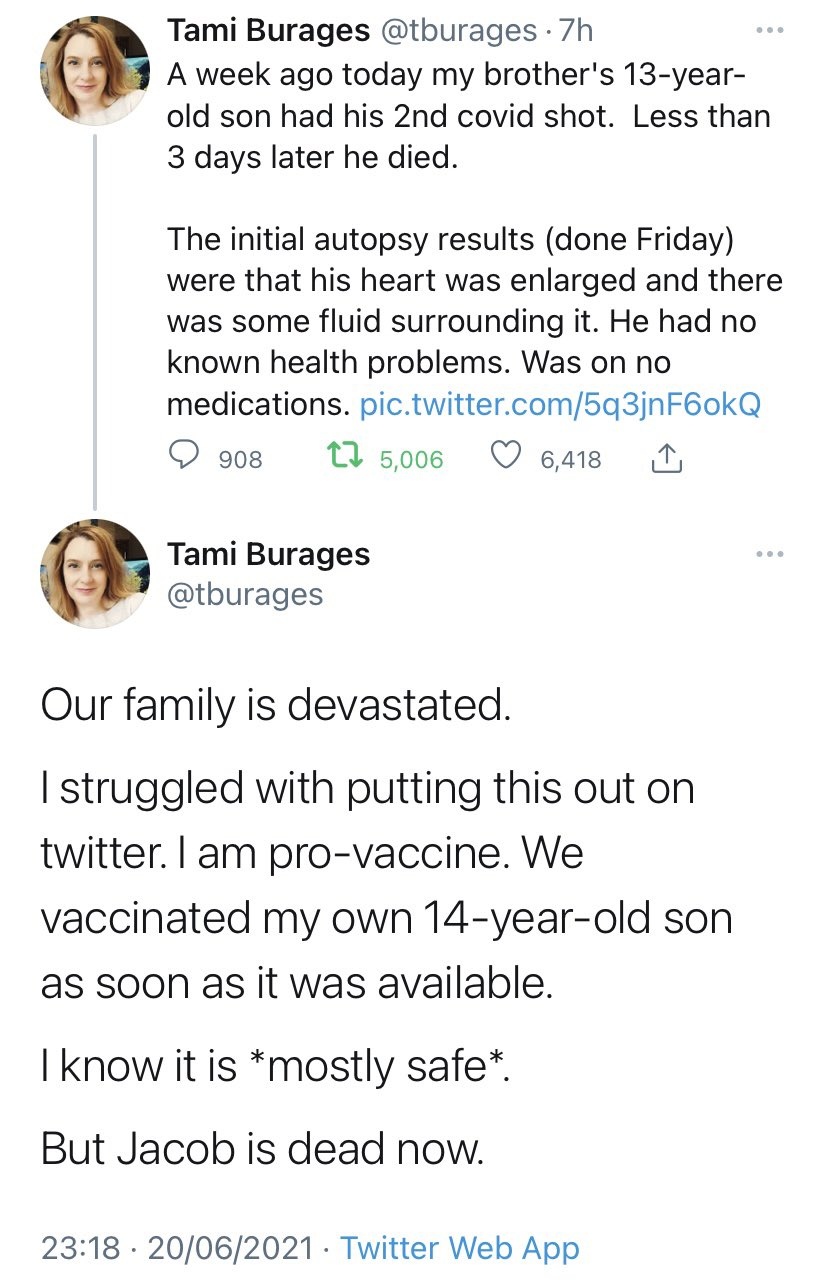 Tami Burages @tburages · 7h
A week ago today my brother's 13-year-
old son had his 2nd covid shot.  Less than
3 days later he died.
The initial autopsy results (done Friday)
were that his heart was enlarged and there
was some fluid surrounding it. He had no
known health problems. Was on no
medications. pic.twitter.com/5q3jnF6okQ
908 5,006 6,418
Tami Burages
@tburages
Our family is devastated.
I struggled with putting this out on
twitter. I am pro-vaccine. We
vaccinated my own 14-year-old son
as soon as it was available.
I know it is *mostly safe*.
But Jacob is dead now.
23:18 · 20/06/2021 · Twitter Web App